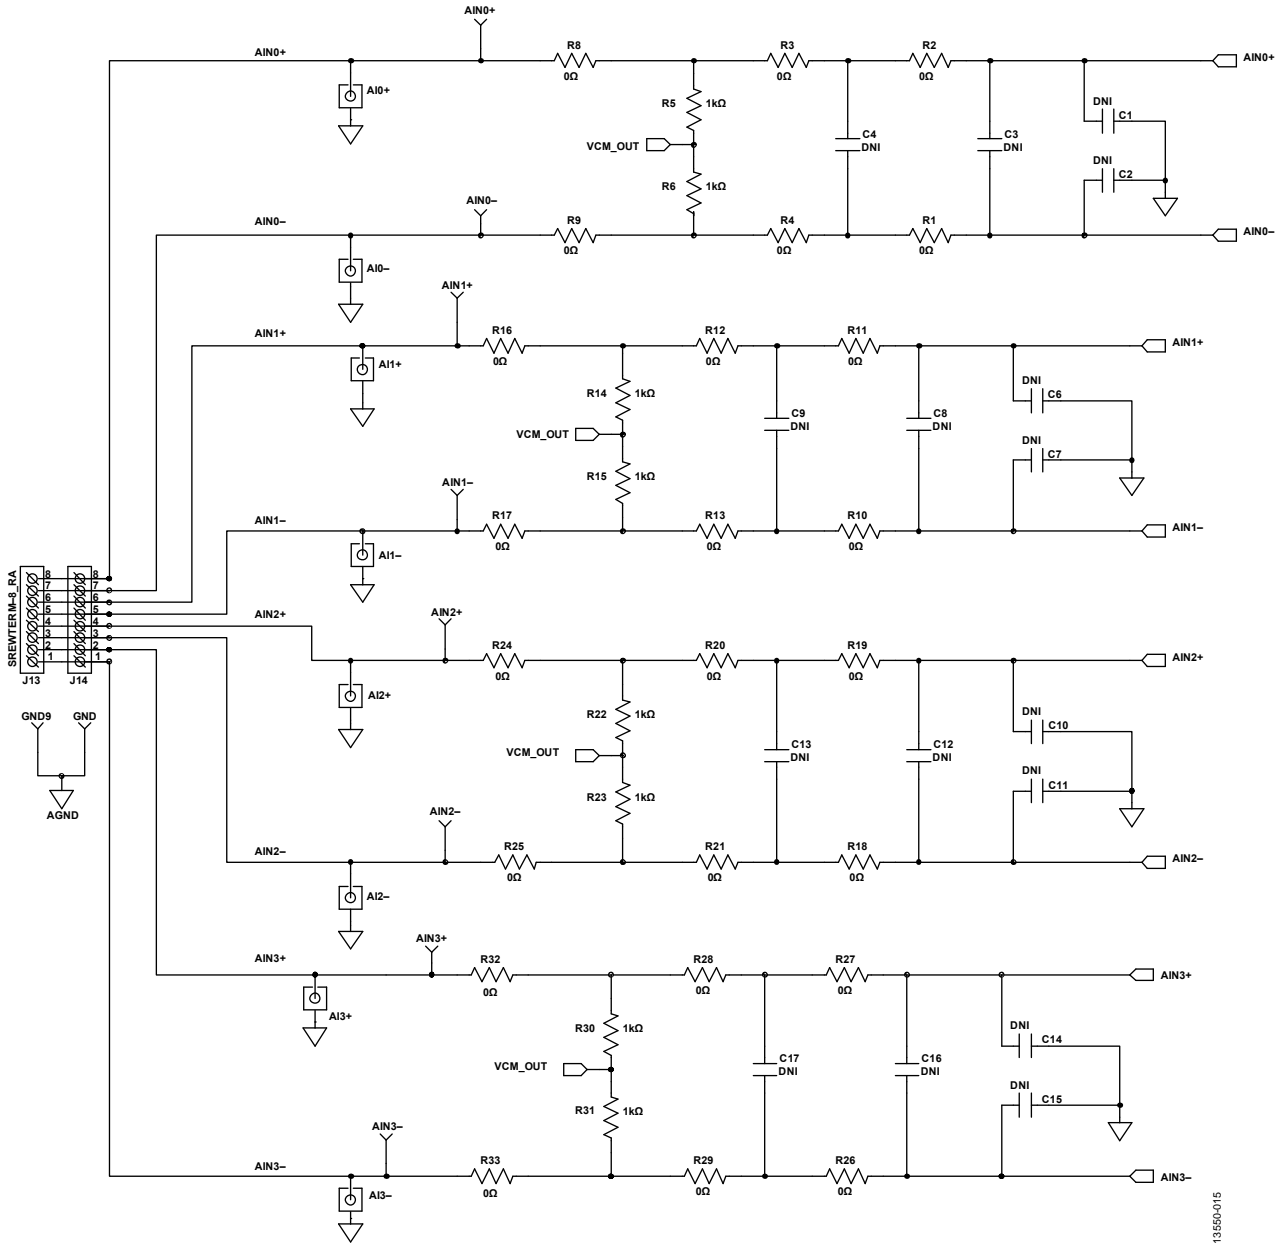 AIN0+
AIN0+
R8
0Ω
R3
0Ω
R2
0Ω
AIN0+
AI0+
R5
1kΩ
VCM_OUT
R6
1kΩ
C4
DNI
C3
DNI
DNI
C1
DNI
C2
AIN0–
AIN0–
R9
0Ω
R4
0Ω
R1
0Ω
AIN0–
AI0–
AIN1+
AIN1+
R16
0Ω
R12
0Ω
R11
0Ω
AIN1+
AI1+
R14
1kΩ
VCM_OUT
R15
1kΩ
C9
DNI
C8
DNI
DNI
C6
DNI
C7
AIN1–
AIN1–
R17
0Ω
R13
0Ω
R10
0Ω
AIN1–
AI1–
SREWTERM–8_RA
8
7
6
5
4
3
2
1
J13
8
7
6
5
4
3
2
1
J14
GND9
GND
AGND
AIN2+
AIN2+
R24
0Ω
R20
0Ω
R19
0Ω
AIN2+
AI2+
R22
1kΩ
VCM_OUT
R23
1kΩ
C13
DNI
C12
DNI
DNI
C10
DNI
C11
AIN2–
AIN2–
R25
0Ω
R21
0Ω
R18
0Ω
AIN2–
AI2–
AIN3+
AIN3+
R32
0Ω
R28
0Ω
R27
0Ω
AIN3+
AI3+
R30
1kΩ
VCM_OUT
R31
1kΩ
C17
DNI
C16
DNI
DNI
C14
DNI
C15
AIN3–
AIN3–
R33
0Ω
R29
0Ω
R26
0Ω
AIN3–
AI3–
13550-015